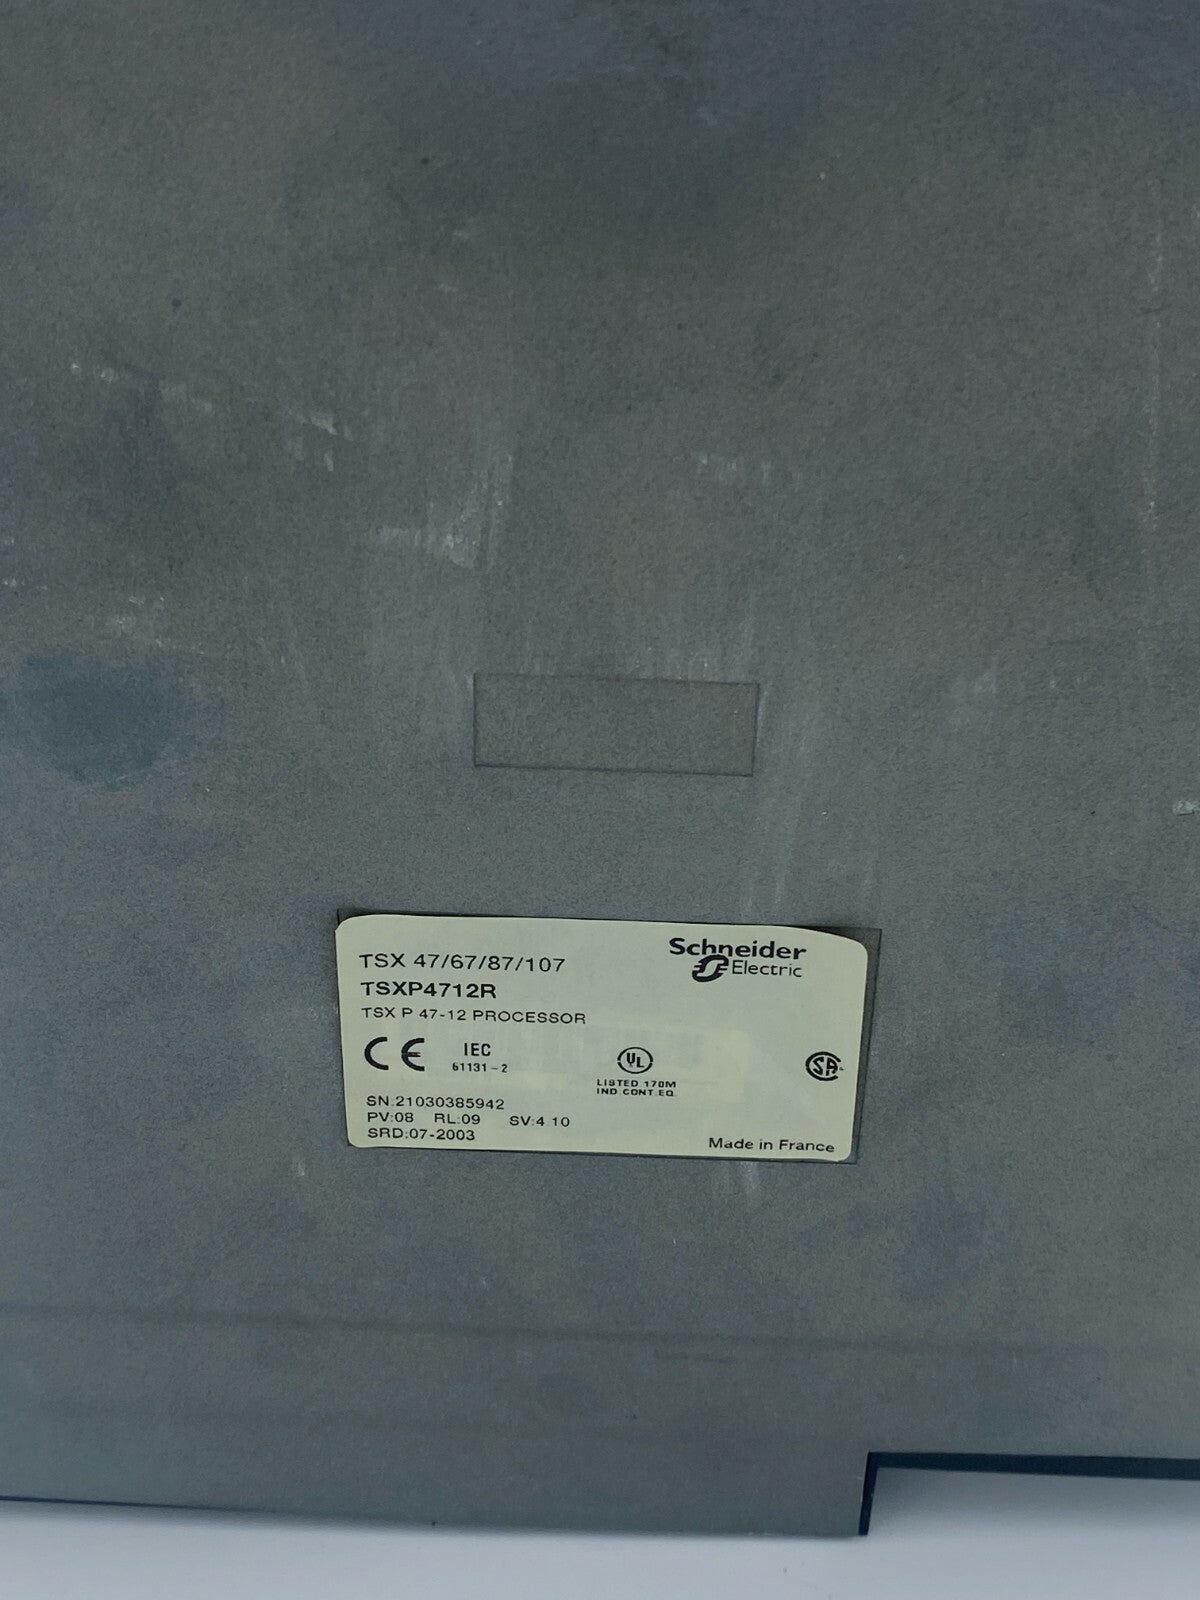 TSX 47/67/87/107
Schneider
Electric
TSXP4712R
TSX P 47-12 PROCESSOR
CE
IEC
61131-2
UL
LISTED 170M
IND CONT EQ
SA
SN:21030385942
PV:08 RL:09 SV:4.10
SRD:07-2003
Made in France